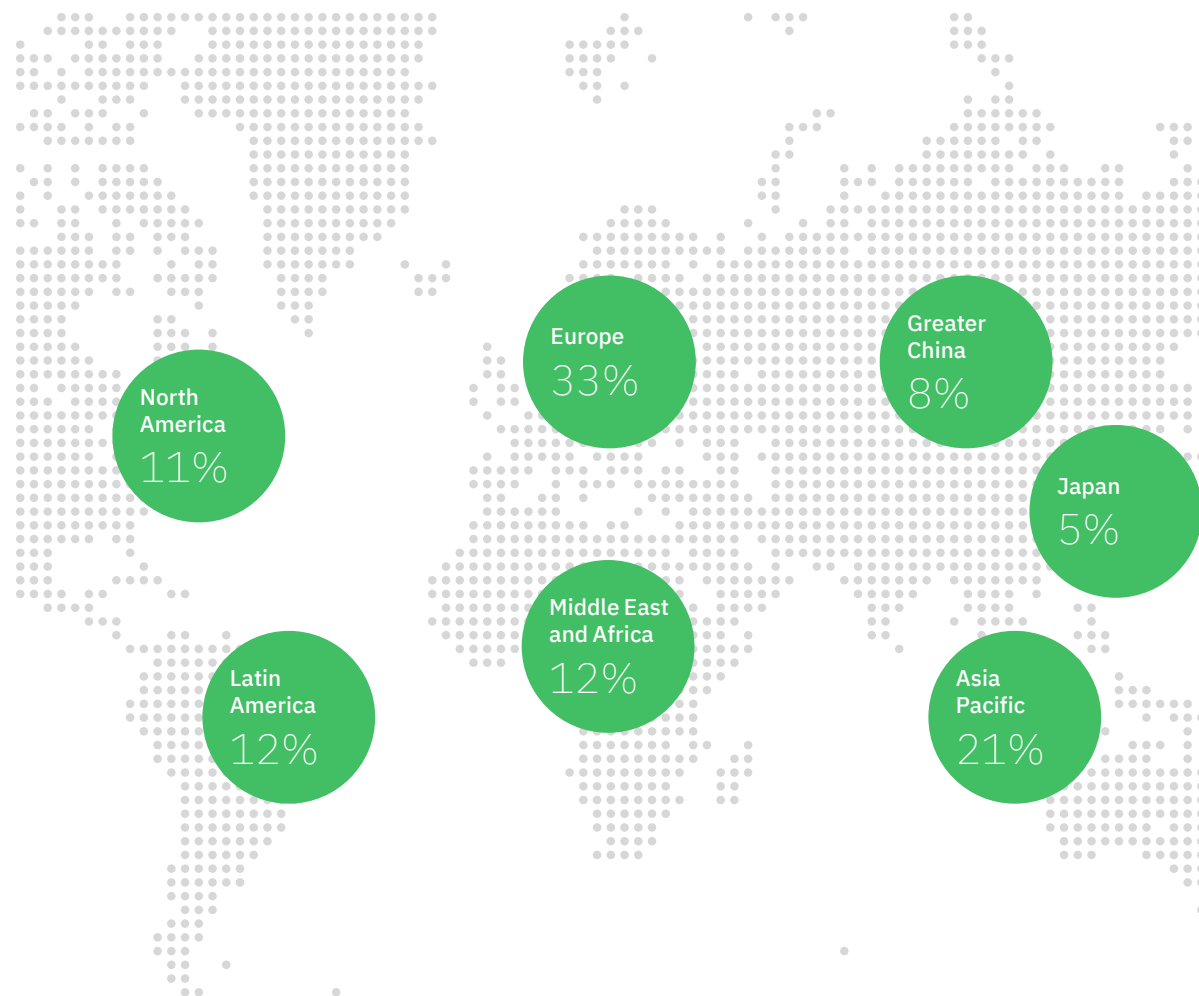 Europe
33%
Greater
China
8%
North
America
11%
Japan
5%
Middle East
and Africa
12%
Latin
America
12%
Asia
Pacific
21%